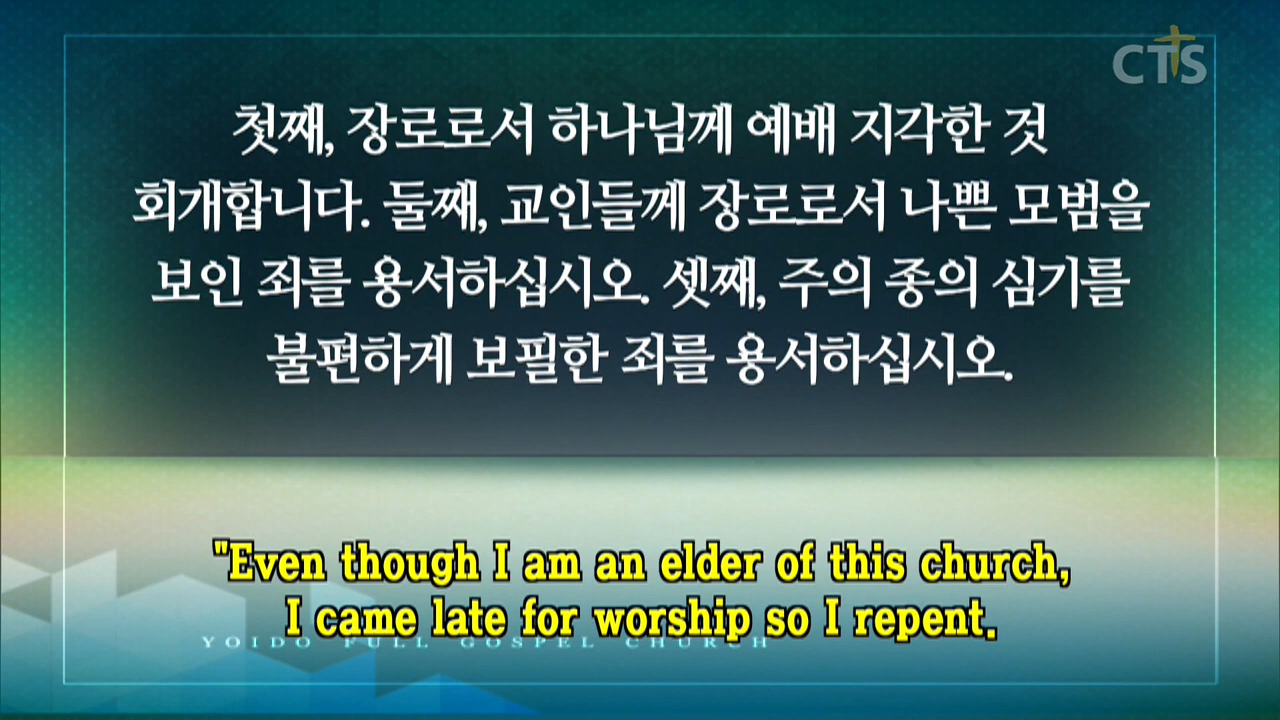 CTS
첫째, 장로로서 하나님께 예배 지각한 것
회개합니다. 둘째, 교인들께 장로로서 나쁜 모범을
보인 죄를 용서하십시오. 셋째, 주의 종의 심기를
불편하게 보필한 죄를 용서하십시오.
"Even though I am an elder of this church,
I came late for worship so I repent.
YOIDO FULL GOSPEL CHURCH